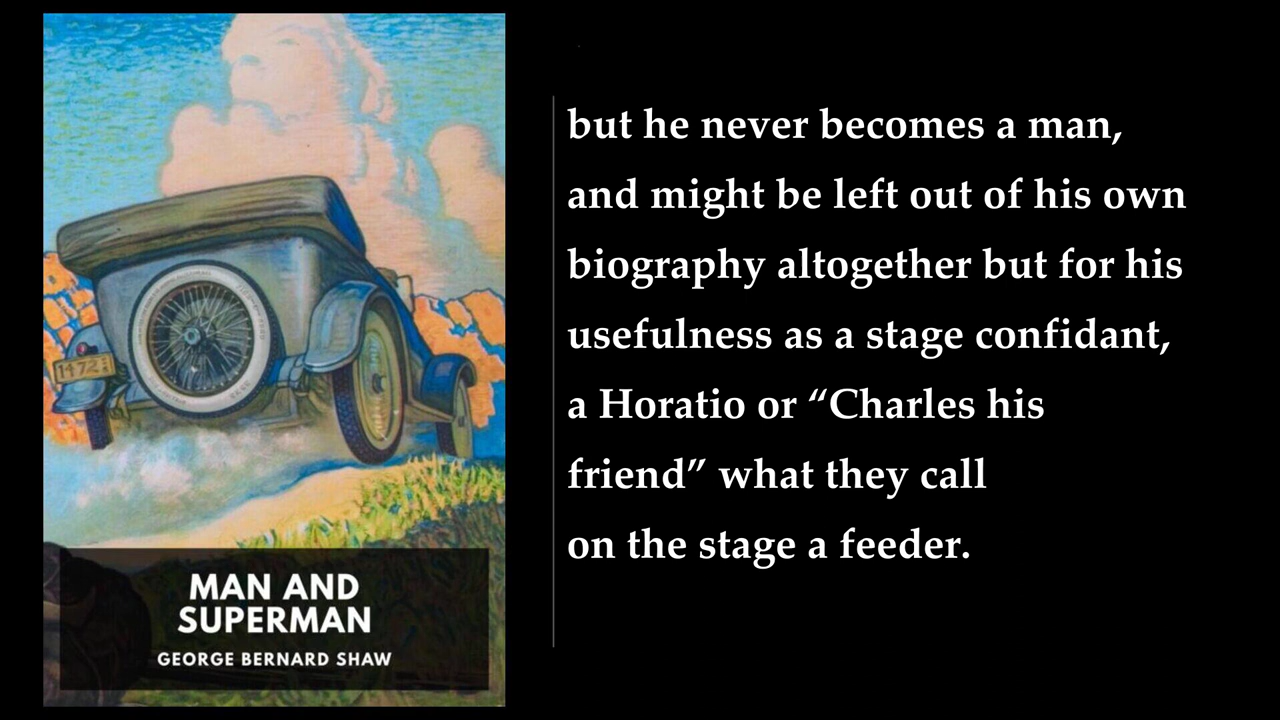 but he never becomes a man,
and might be left out of his own
biography altogether but for his
usefulness as a stage confidant,
a Horatio or “Charles his
friend” what they call
on the stage a feeder.
1472
MAN AND
SUPERMAN
GEORGE BERNARD SHAW